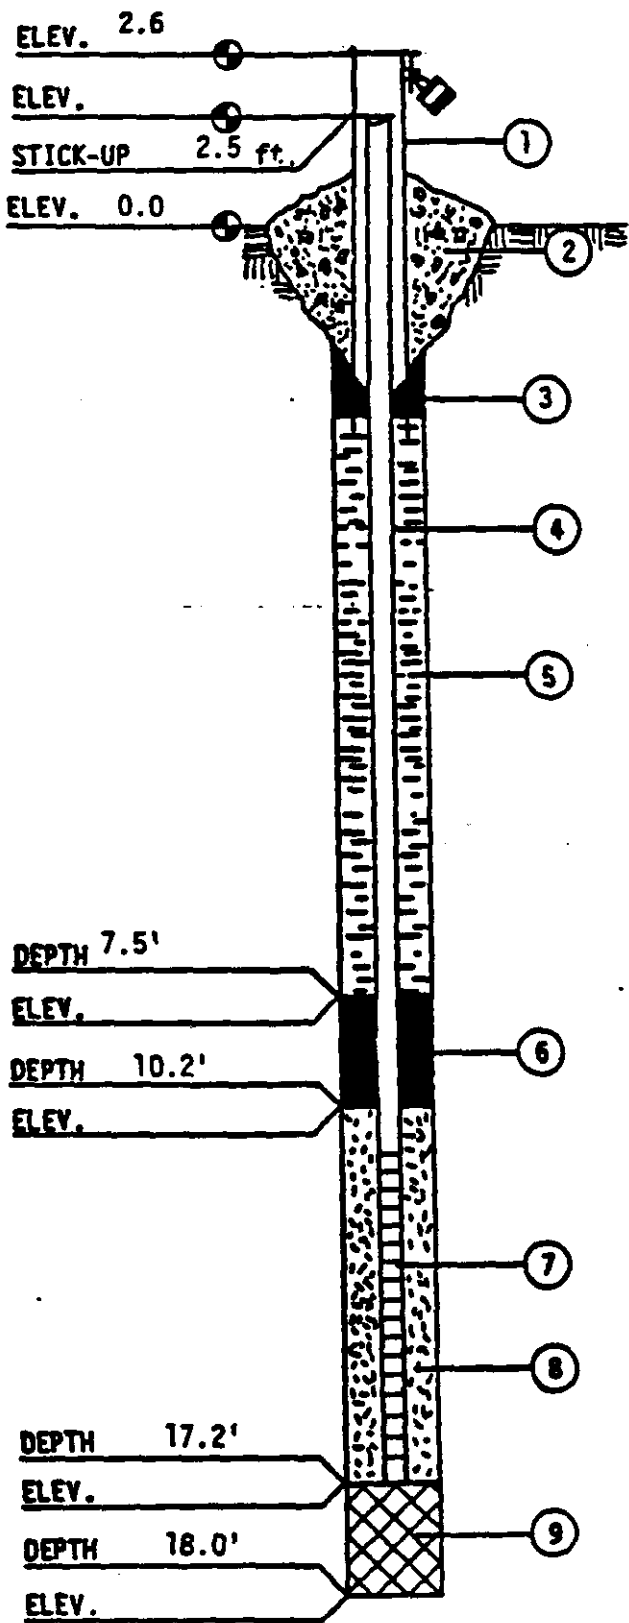 ELEV. 2.6
ELEV.
1
STICK-UP 2.5 ft.
ELEV. 0.0
2
3
4
5
DEPTH 7.5'
ELEV.
6
DEPTH 10.2'
ELEV.
7
8
DEPTH 17.2'
ELEV.
9
DEPTH 18.0'
ELEV.